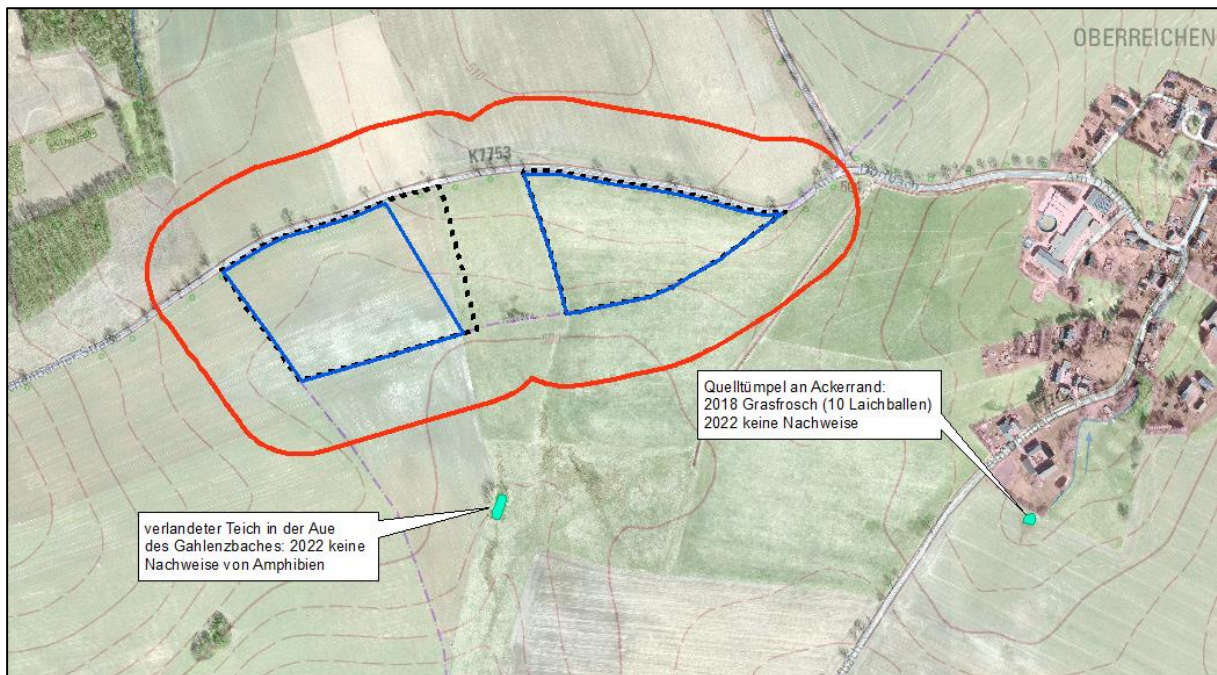 OBERREICHEN
K7753
Quelltümpel an Ackerrand:
2018 Grasfrosch (10 Laichballen)
2022 keine Nachweise
verlandeter Teich in der Aue
des Gahlenzbaches: 2022 keine
Nachweise von Amphibien